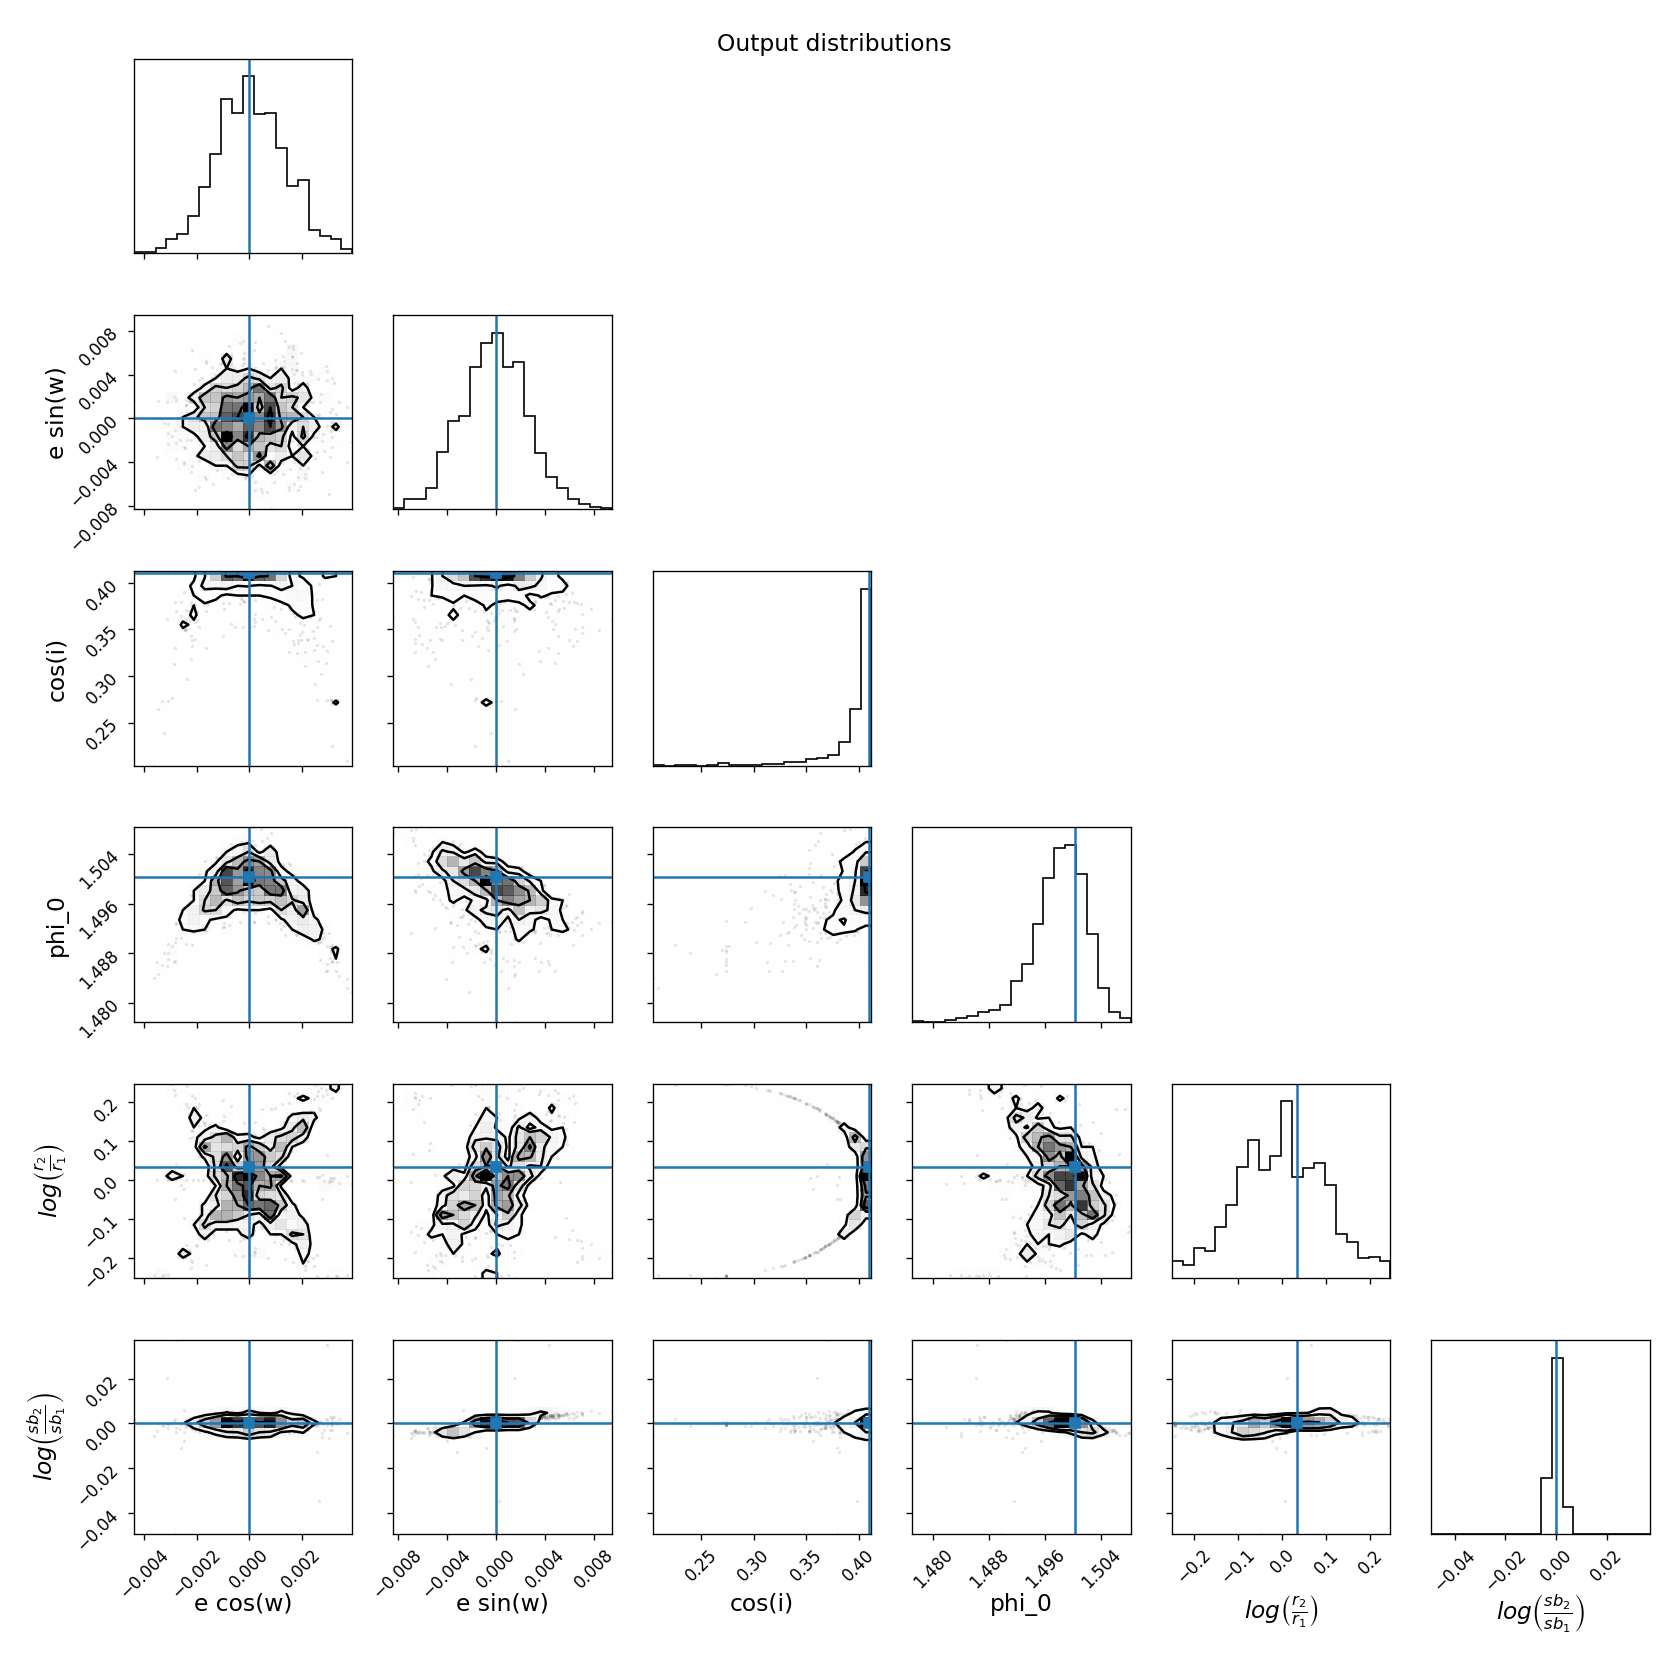 Output distributions
e sin(w)
0.008
0.004
0.000
−0.004
−0.008
cos(i)
0.40
0.35
0.30
0.25
phi_0
1.504
1.496
1.488
1.480
log(r₂/r₁)
0.2
0.1
0.0
−0.1
−0.2
log(sb₂/sb₁)
0.02
0.00
−0.02
−0.04
−0.004 −0.002 0.000 0.002
e cos(w)
−0.008 −0.004 0.000 0.004 0.008
e sin(w)
0.25 0.30 0.35 0.40
cos(i)
1.480 1.488 1.496 1.504
phi_0
−0.2 −0.1 0.0 0.1 0.2
log(r₂/r₁)
−0.04 −0.02 0.00 0.02
log(sb₂/sb₁)